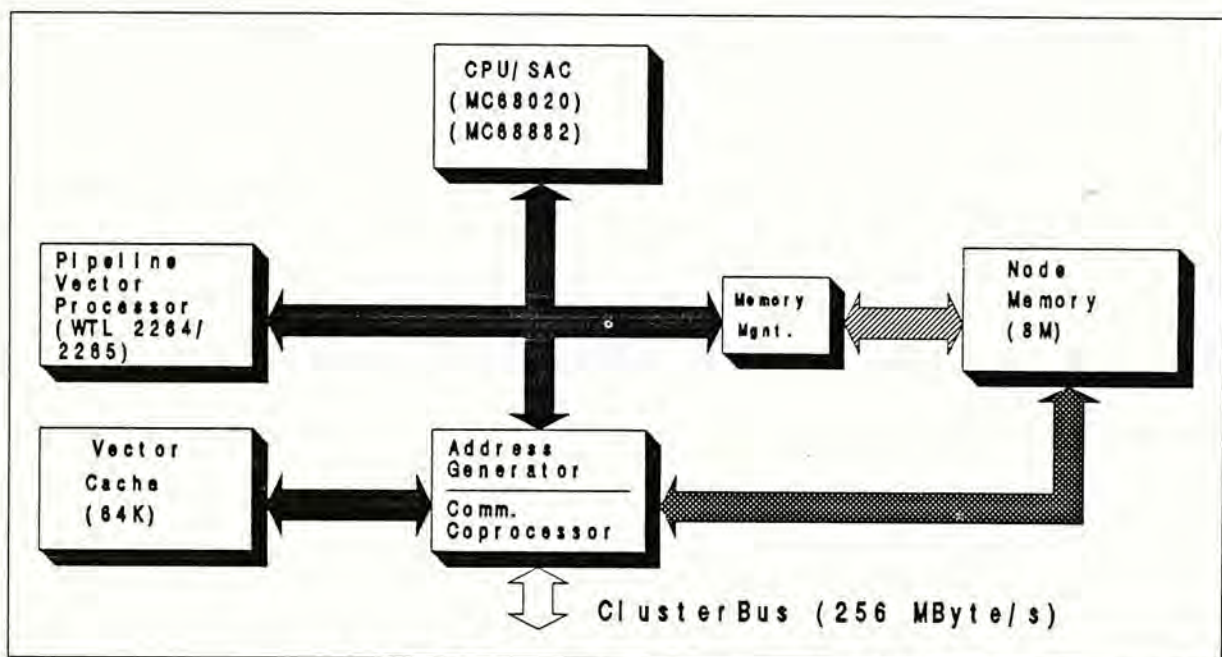 CPU/SAC
(MC68020)
(MC68882)
Pipeline
Vector
Processor
(WTL 2264/
2265)
Memory
Mgnt.
Node
Memory
(8M)
Vector
Cache
(64K)
Address
Generator
Comm.
Coprocessor
ClusterBus (256 MByte/s)